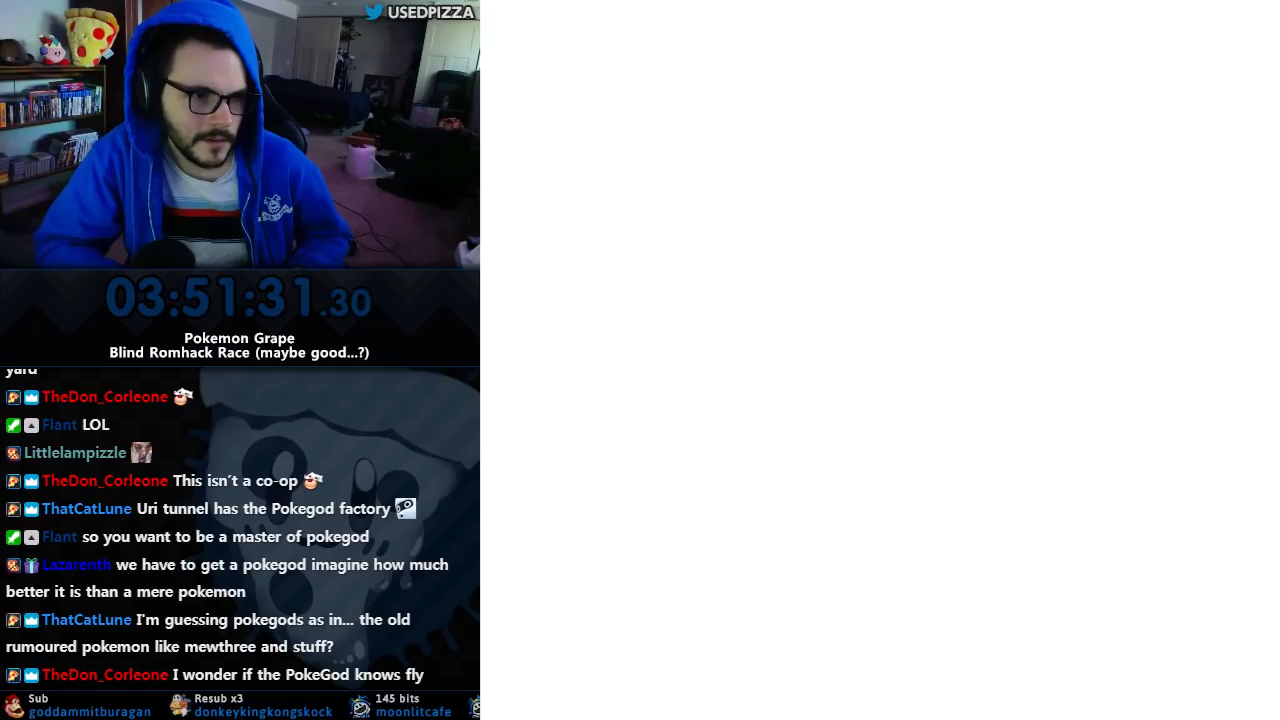 USEDPIZZA
03:51:31.30
Pokemon Grape
Blind Romhack Race (maybe good...?)
yard
TheDon_Corleone
Flant LOL
Littlelampizzle
TheDon_Corleone This isn't a co-op
ThatCatLune Uri tunnel has the Pokegod factory
Flant so you want to be a master of pokegod
Lazarenth we have to get a pokegod imagine how much
better it is than a mere pokemon
ThatCatLune I'm guessing pokegods as in... the old
rumoured pokemon like mewthree and stuff?
TheDon_Corleone I wonder if the PokeGod knows fly
Sub
goddammitburagan
Resub x3
donkeykingkongskock
145 bits
moonlitcafe